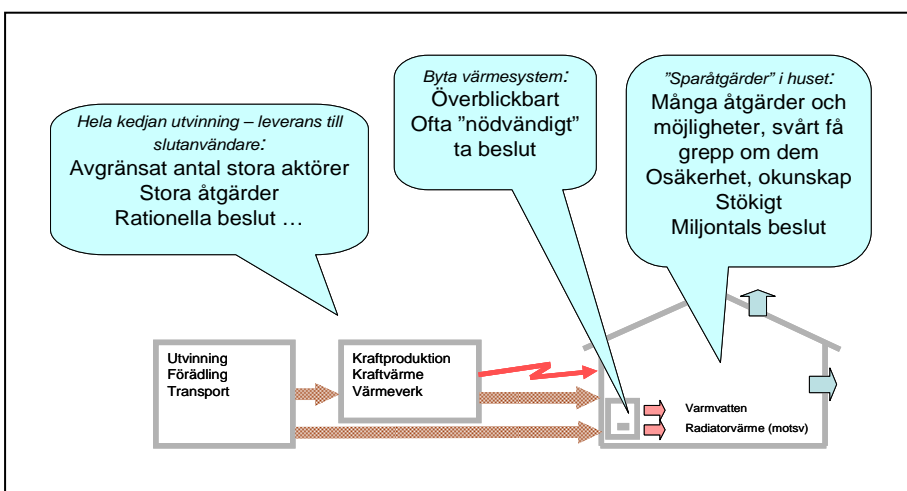 Hela kedjan utvinning – leverans till
slutanvändare:
Avgränsat antal stora aktörer
Stora åtgärder
Rationella beslut …
Byta värmesystem:
Överblickbart
Ofta ”nödvändigt”
ta beslut
”Sparåtgärder” i huset:
Många åtgärder och
möjligheter, svårt få
grepp om dem
Osäkerhet, okunskap
Stökigt
Miljontals beslut
Utvinning
Förädling
Transport
Kraftproduktion
Kraftvärme
Värmeverk
Varmvatten
Radiatorvärme (motsv)